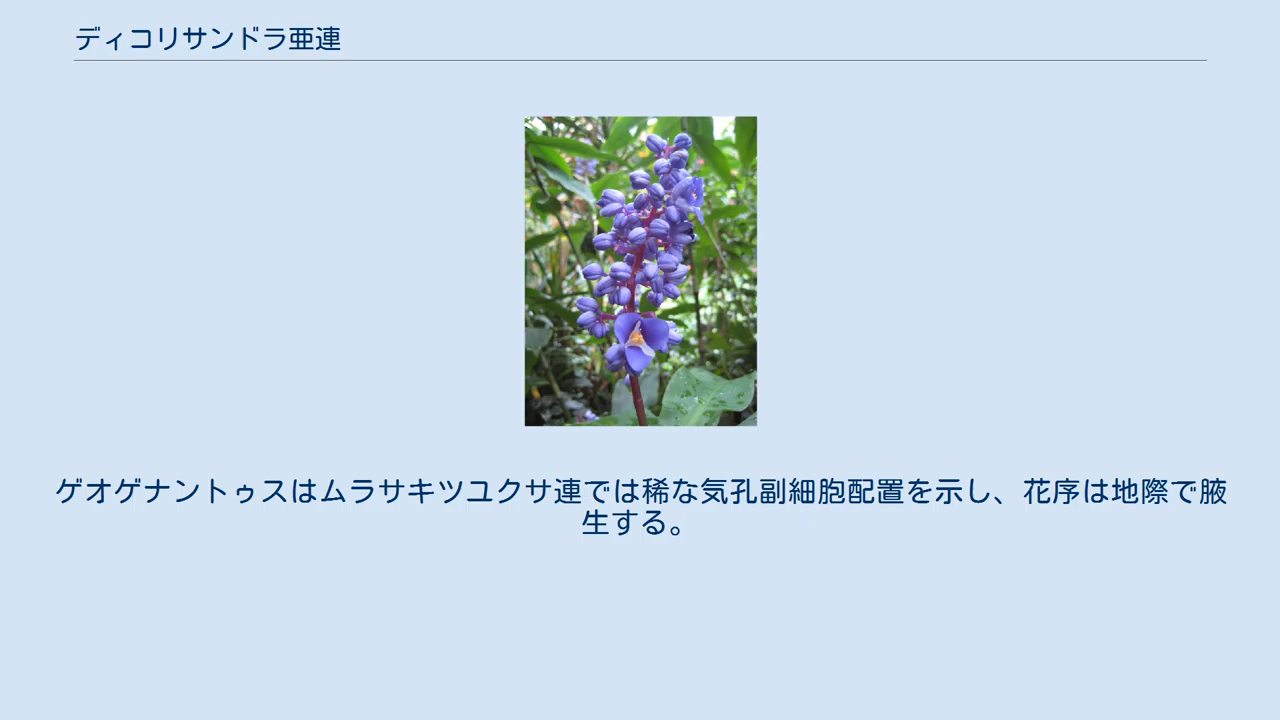 ディコリサンドラ亜連
ゲオゲナントゥスはムラサキツユクサ連では稀な気孔副細胞配置を示し、花序は地際で腋
生する。